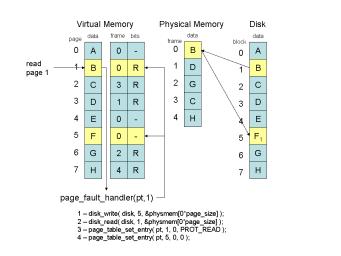 Virtual Memory Physical Memory Disk
page data frame bits frame data block data
0 A 0 - 0 B 0 A
read
page 1
1 B 0 R 1 D 1 B
2 C 3 R 2 G 2 C
3 D 1 R 3 C 3 D
4 E 0 - 4 H 4 E
5 F 0 - 5 F1
6 G 2 R 6 G
7 H 4 R 7 H
page_fault_handler(pt,1)
1 – disk_write( disk, 5, &physmem[0*page_size] );
2 – disk_read( disk, 1, &physmem[0*page_size] );
3 – page_table_set_entry( pt, 1, 0, PROT_READ );
4 – page_table_set_entry( pt, 5, 0, 0 );